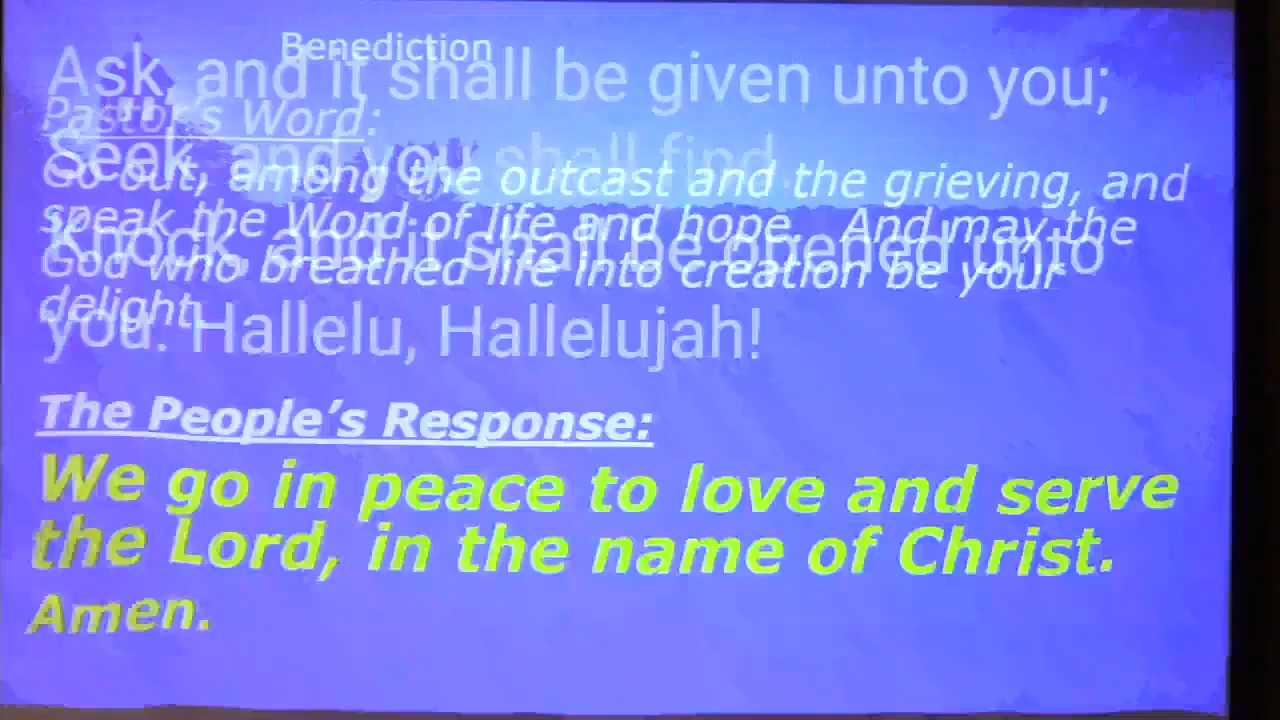 Benediction
Ask, and it shall be given unto you;
Pastor's Word:
Seek, and you shall find.
Go out, among the outcast and the grieving, and
speak the Word of life and hope. And may the
Knock, and it shall be opened unto
God who breathed life into creation be your
delight.
you. Hallelu, Hallelujah!
The People's Response:
We go in peace to love and serve
the Lord, in the name of Christ.
Amen.